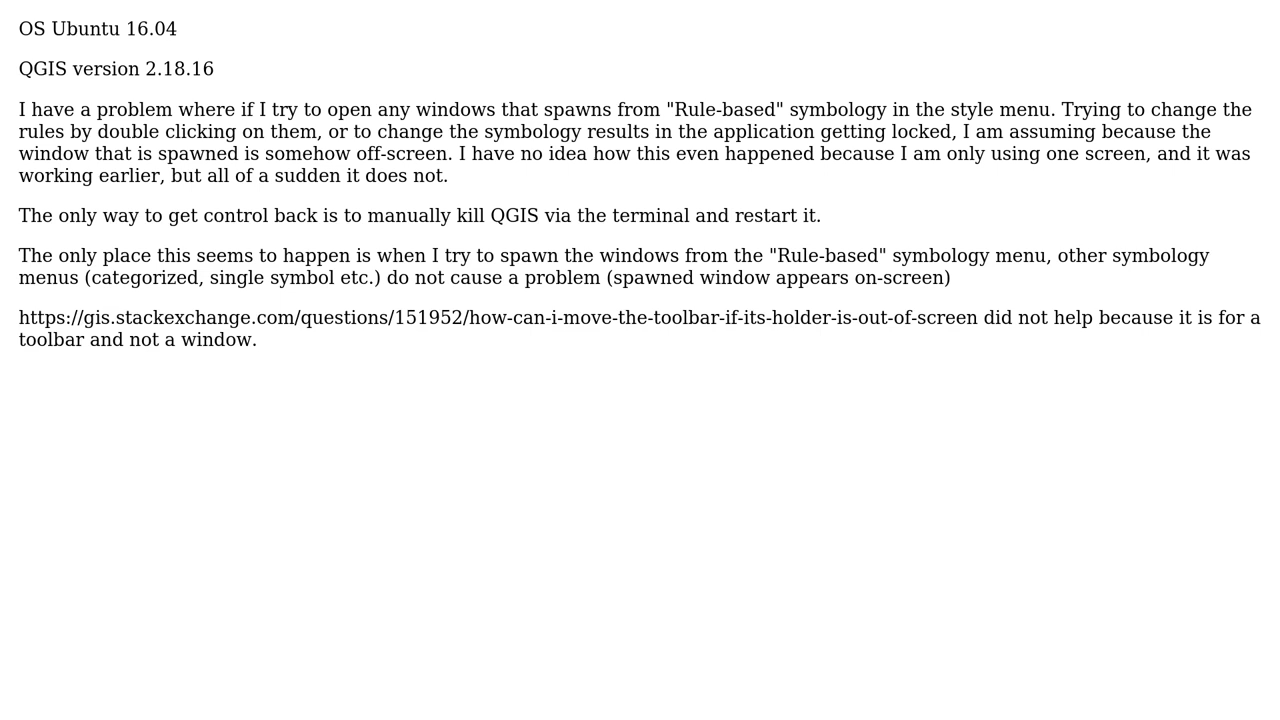 OS Ubuntu 16.04
QGIS version 2.18.16
I have a problem where if I try to open any windows that spawns from "Rule-based" symbology in the style menu. Trying to change the
rules by double clicking on them, or to change the symbology results in the application getting locked, I am assuming because the
window that is spawned is somehow off-screen. I have no idea how this even happened because I am only using one screen, and it was
working earlier, but all of a sudden it does not.
The only way to get control back is to manually kill QGIS via the terminal and restart it.
The only place this seems to happen is when I try to spawn the windows from the "Rule-based" symbology menu, other symbology
menus (categorized, single symbol etc.) do not cause a problem (spawned window appears on-screen)
https://gis.stackexchange.com/questions/151952/how-can-i-move-the-toolbar-if-its-holder-is-out-of-screen did not help because it is for a
toolbar and not a window.